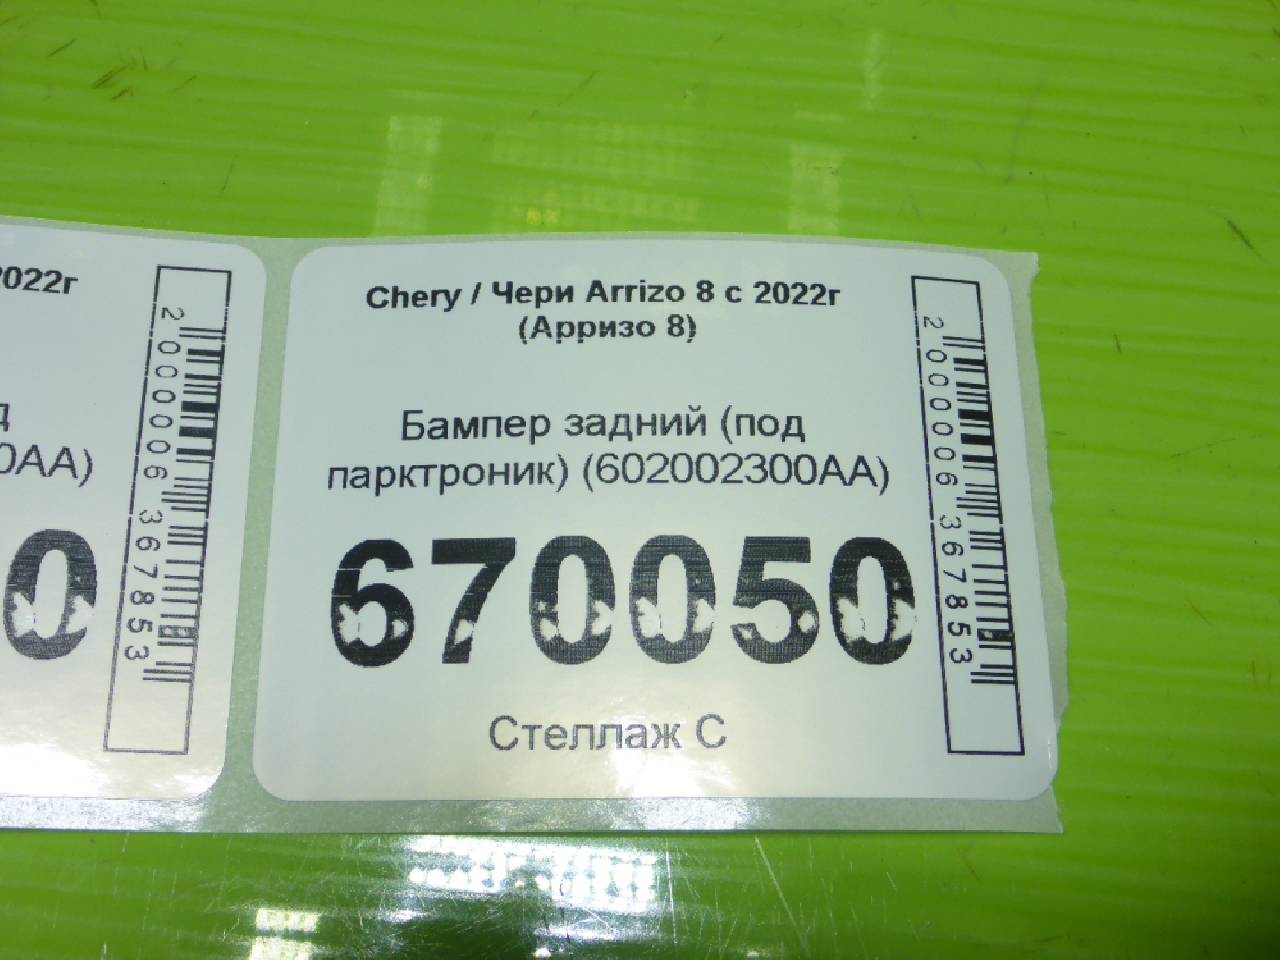 2022г
0АА)
0
2000006367853
Chery / Чери Arrizo 8 с 2022г
(Арризо 8)
Бампер задний (под
парктроник) (602002300АА)
670050
Стеллаж С
2000006367853